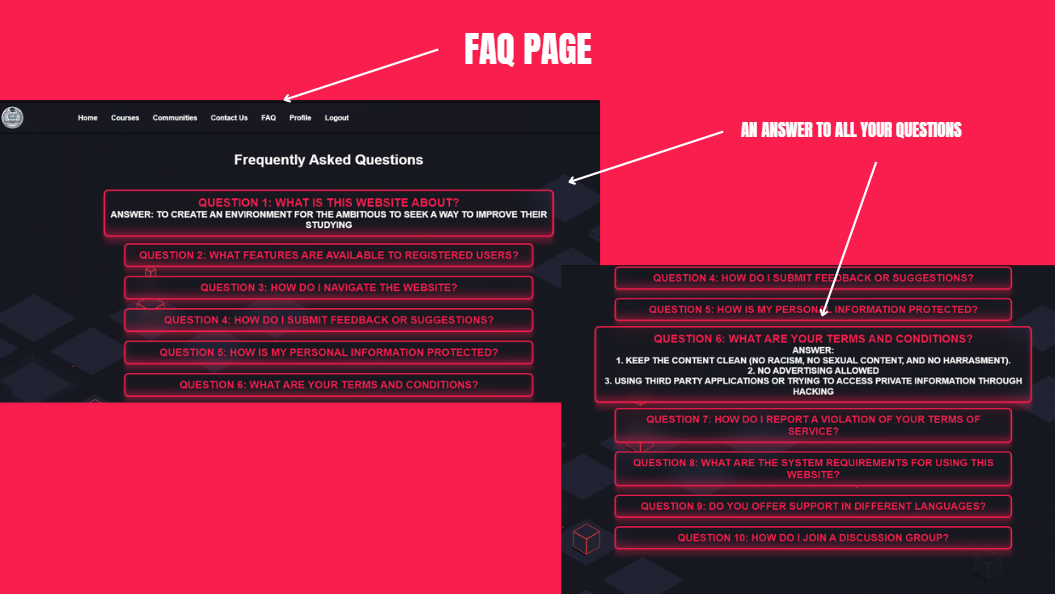 FAQ PAGE
Home Courses Communities Contact Us FAQ Profile Logout
AN ANSWER TO ALL YOUR QUESTIONS
Frequently Asked Questions
QUESTION 1: WHAT IS THIS WEBSITE ABOUT?
ANSWER: TO CREATE AN ENVIRONMENT FOR THE AMBITIOUS TO SEEK A WAY TO IMPROVE THEIR
STUDYING
QUESTION 2: WHAT FEATURES ARE AVAILABLE TO REGISTERED USERS?
QUESTION 3: HOW DO I NAVIGATE THE WEBSITE?
QUESTION 4: HOW DO I SUBMIT FEEDBACK OR SUGGESTIONS?
QUESTION 5: HOW IS MY PERSONAL INFORMATION PROTECTED?
QUESTION 6: WHAT ARE YOUR TERMS AND CONDITIONS?
QUESTION 4: HOW DO I SUBMIT FEEDBACK OR SUGGESTIONS?
QUESTION 5: HOW IS MY PERSONAL INFORMATION PROTECTED?
QUESTION 6: WHAT ARE YOUR TERMS AND CONDITIONS?
ANSWER:
1. KEEP THE CONTENT CLEAN (NO RACISM, NO SEXUAL CONTENT, AND NO HARRASMENT).
2. NO ADVERTISING ALLOWED
3. USING THIRD PARTY APPLICATIONS OR TRYING TO ACCESS PRIVATE INFORMATION THROUGH
HACKING
QUESTION 7: HOW DO I REPORT A VIOLATION OF YOUR TERMS OF
SERVICE?
QUESTION 8: WHAT ARE THE SYSTEM REQUIREMENTS FOR USING THIS
WEBSITE?
QUESTION 9: DO YOU OFFER SUPPORT IN DIFFERENT LANGUAGES?
QUESTION 10: HOW DO I JOIN A DISCUSSION GROUP?